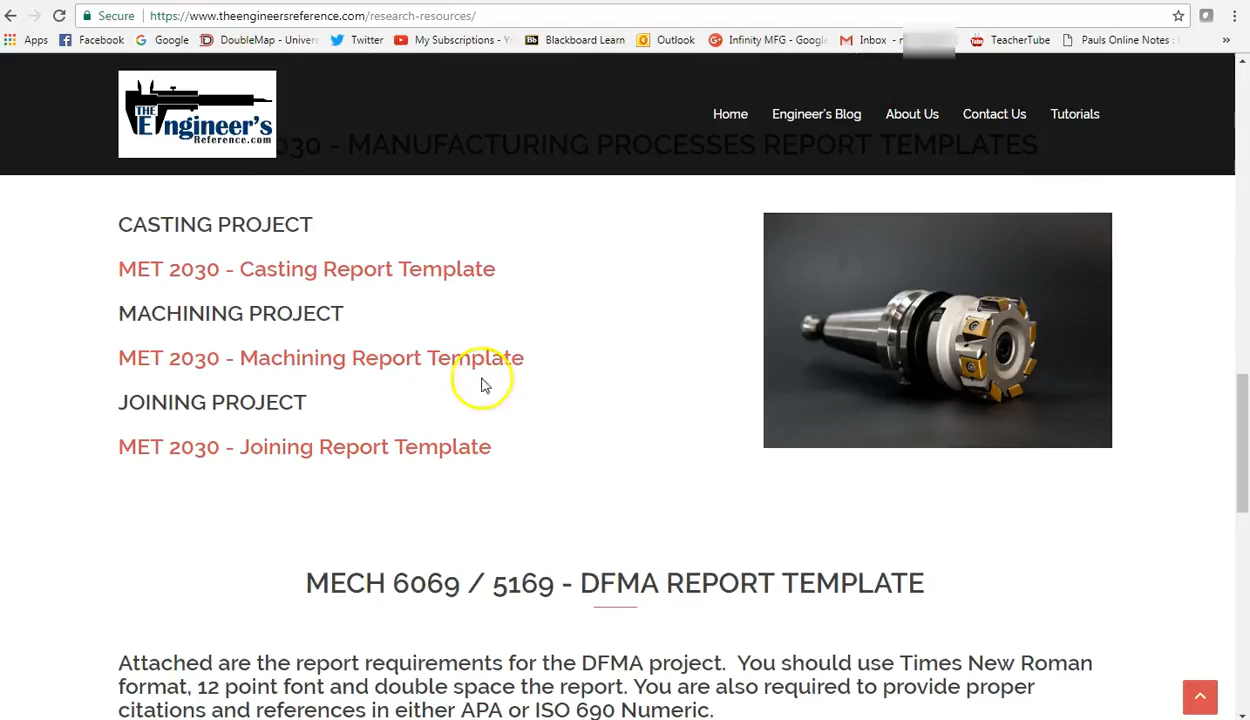 Secure https://www.theengineersreference.com/research-resources/
Apps Facebook Google DoubleMap - Univers Twitter My Subscriptions - Y Blackboard Learn Outlook Infinity MFG - Google Inbox - TeacherTube Pauls Online Notes : »
THE
Engineer's
Reference.com
Home Engineer's Blog About Us Contact Us Tutorials
030 - MANUFACTURING PROCESSES REPORT TEMPLATES
CASTING PROJECT
MET 2030 - Casting Report Template
MACHINING PROJECT
MET 2030 - Machining Report Template
JOINING PROJECT
MET 2030 - Joining Report Template
MECH 6069 / 5169 - DFMA REPORT TEMPLATE
Attached are the report requirements for the DFMA project. You should use Times New Roman
format, 12 point font and double space the report. You are also required to provide proper
citations and references in either APA or ISO 690 Numeric.